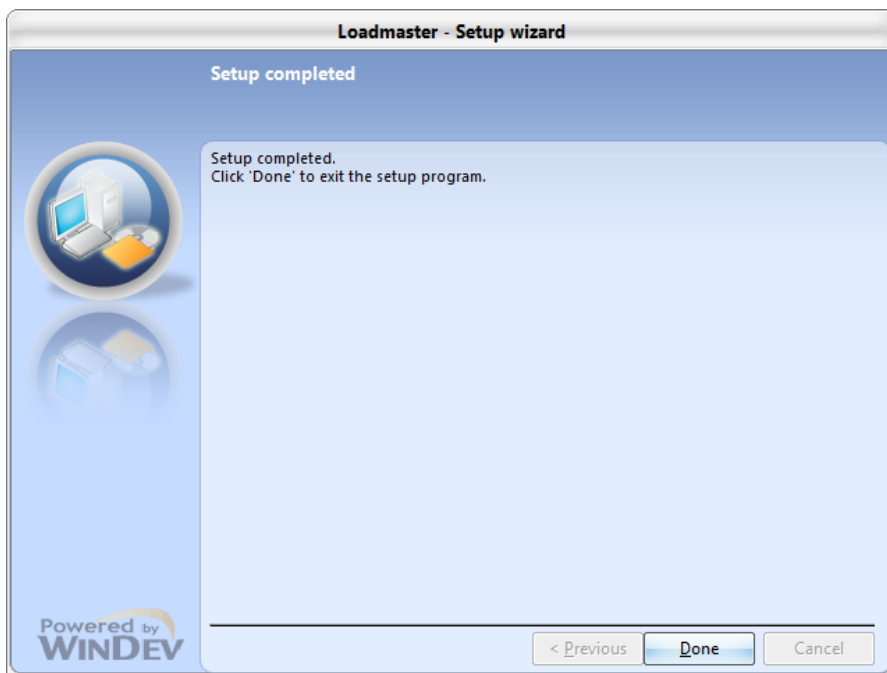 Loadmaster - Setup wizard
Setup completed
Setup completed.
Click 'Done' to exit the setup program.
Powered by
WINDEV
< Previous
Done
Cancel